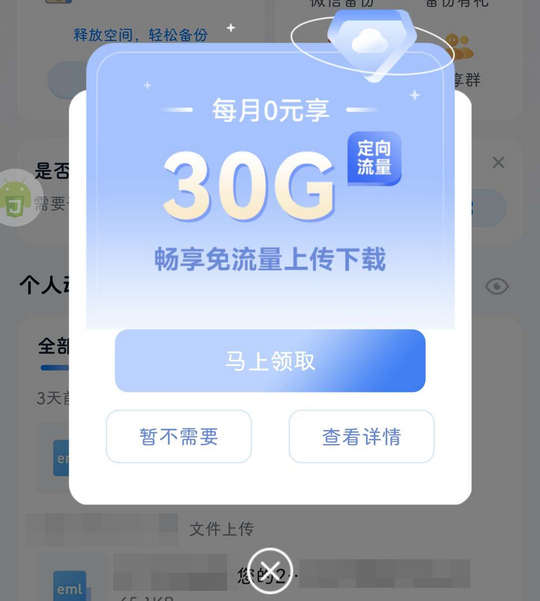 微信备份
备份有礼
释放空间，轻松备份
享群
每月0元享
30G
定向
流量
畅享免流量上传下载
是否
需要
个人动
马上领取
全部
3天前
暂不需要
查看详情
文件上传
您的2··
eml